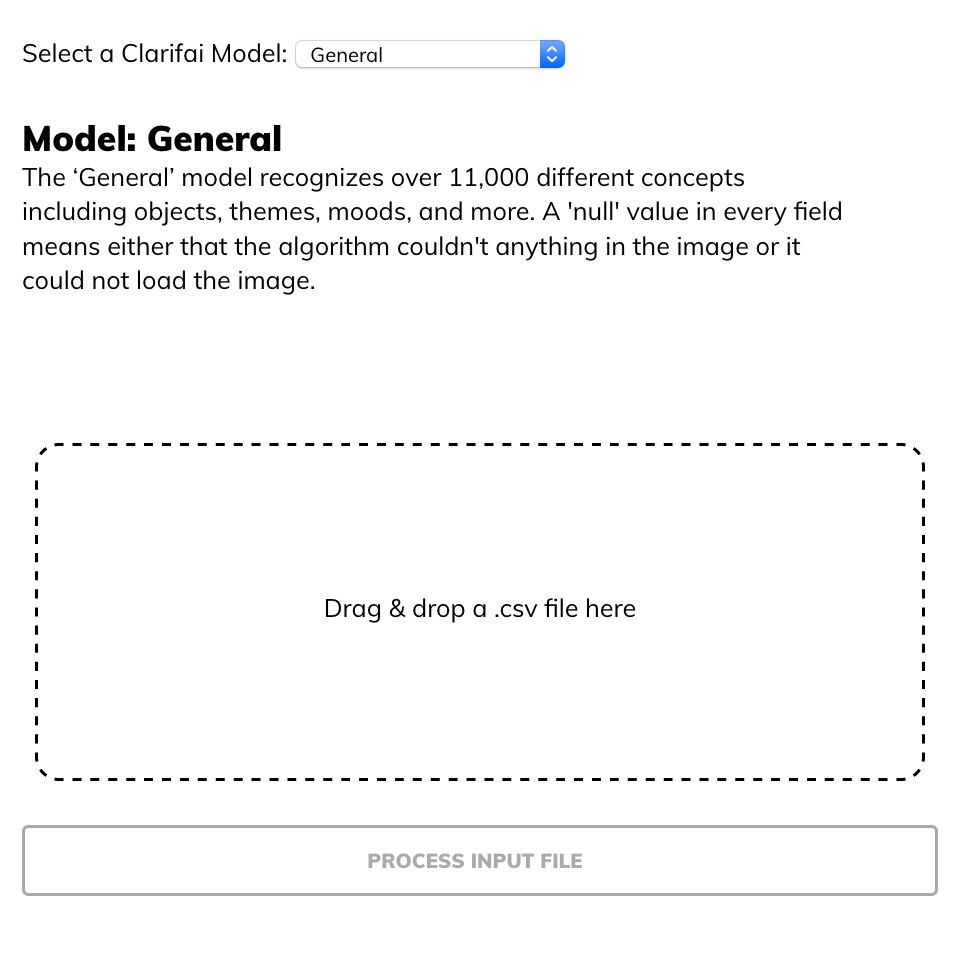 Select a Clarifai Model: General
Model: General
The ‘General’ model recognizes over 11,000 different concepts
including objects, themes, moods, and more. A 'null' value in every field
means either that the algorithm couldn't anything in the image or it
could not load the image.
Drag & drop a .csv file here
PROCESS INPUT FILE